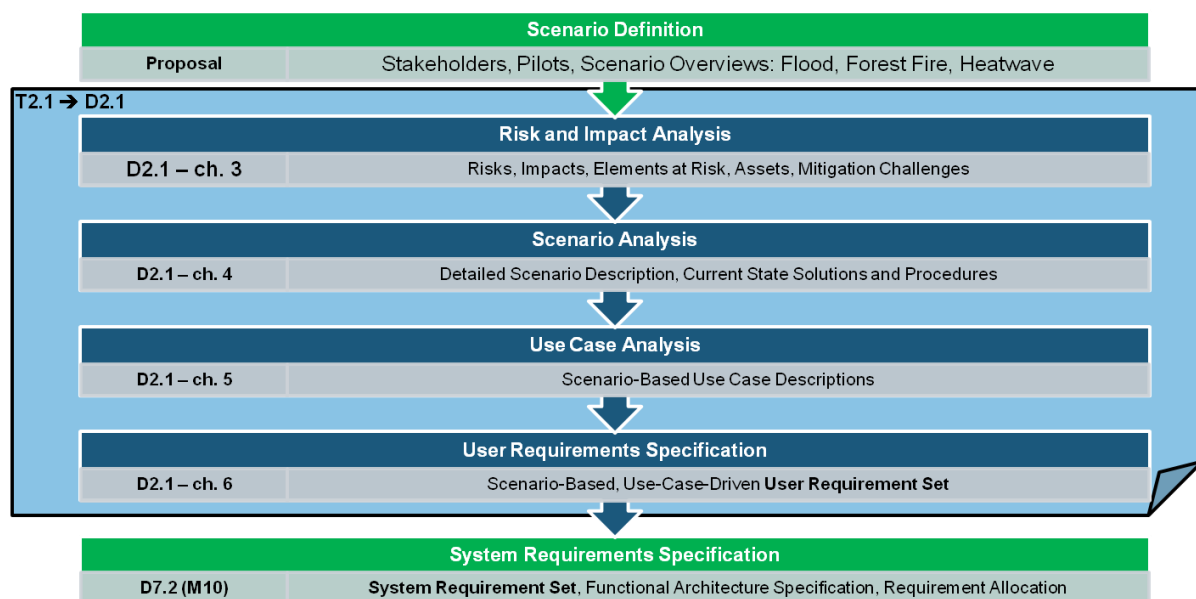 Scenario Definition
Proposal Stakeholders, Pilots, Scenario Overviews: Flood, Forest Fire, Heatwave
T2.1 ➔ D2.1
Risk and Impact Analysis
D2.1 – ch. 3 Risks, Impacts, Elements at Risk, Assets, Mitigation Challenges
Scenario Analysis
D2.1 – ch. 4 Detailed Scenario Description, Current State Solutions and Procedures
Use Case Analysis
D2.1 – ch. 5 Scenario-Based Use Case Descriptions
User Requirements Specification
D2.1 – ch. 6 Scenario-Based, Use-Case-Driven User Requirement Set
System Requirements Specification
D7.2 (M10) System Requirement Set, Functional Architecture Specification, Requirement Allocation